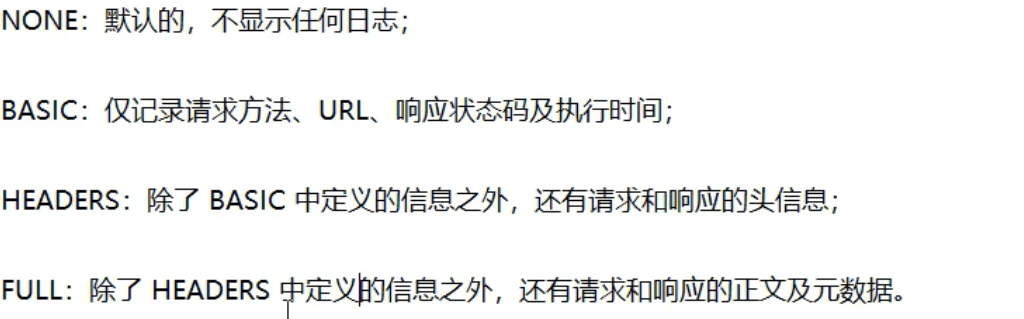 NONE：默认的，不显示任何日志；
BASIC：仅记录请求方法、URL、响应状态码及执行时间；
HEADERS：除了 BASIC 中定义的信息之外，还有请求和响应的头信息；
FULL：除了 HEADERS 中定义的信息之外，还有请求和响应的正文及元数据。